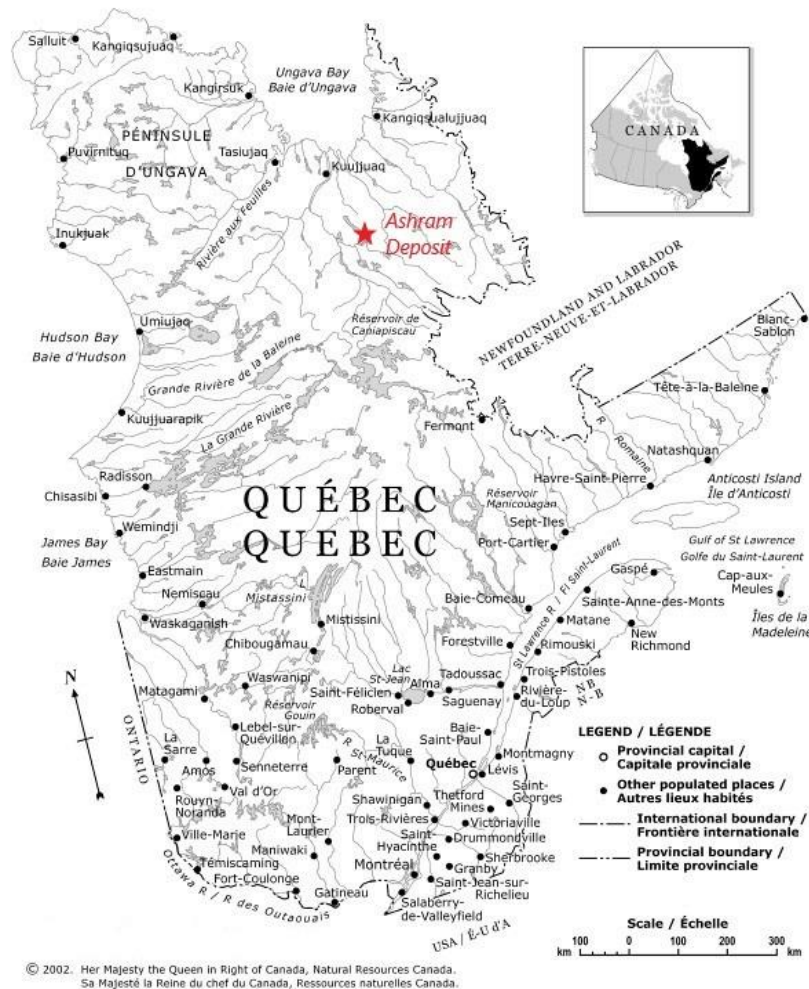 Salluit
Kangiqsujuaq
Ungava Bay
Baie d'Ungava
Kangirsuk
Kangiqsualujjuaq
PÉNINSULE
D'UNGAVA
Puvirnituq
Tasiujaq
Kuujjuaq
CANADA
Ashram
Deposit
Inukjuak
Rivière aux Feuilles
Umiujaq
Hudson Bay
Baie d'Hudson
Réservoir de
Caniapiscau
NEWFOUNDLAND AND LABRADOR
TERRE-NEUVE-ET-LABRADOR
Blanc-
Sablon
Grande Rivière de la Baleine
Tête-à-la-Baleine
Kuujjuarapik
La Grande Rivière
Fermont
R Romaine
Natashquan
Radisson
Chisasibi
Havre-Saint-Pierre
Anticosti Island
Île d'Anticosti
QUÉBEC
QUEBEC
Réservoir
Manicouagan
Sept-Iles
Port-Cartier
Wemindji
James Bay
Baie James
Gulf of St Lawrence
Golfe du Saint-Laurent
Eastmain
Nemiscau
L
Mistassini
Baie-Comeau
St Lawrence R / Fl Saint-Laurent
Gaspé
Sainte-Anne-des-Monts
Cap-aux-
Meules
Îles de la
Madeleine
Waskaganish
Mistissini
Matane
New
Richmond
Chibougamau
Forestville
Rimouski
Waswanipi
Lac
St-Jean
Tadoussac
Trois-Pistoles
NB
N-B
Matagami
Saint-Félicien
Alma
Saguenay
Rivière-
du-Loup
Réservoir
Gouin
Roberval
N
ONTARIO
Lebel-sur-
Quévillon
R
St-Maurice
La
Tuque
Baie-
Saint-Paul
La
Sarre
Amos
Senneterre
Parent
Montmagny
Québec
Lévis
Rouyn-
Noranda
Val d'Or
Shawinigan
Thetford
Mines
Saint-
Georges
Mont-
Laurier
Trois-Rivières
Victoriaville
Ville-Marie
Maniwaki
Saint-
Hyacinthe
Drummondville
Témiscaming
Montréal
Granby
Sherbrooke
Fort-Coulonge
Saint-Jean-sur-
Richelieu
Ottawa R / R des Outaouais
Gatineau
Salaberry-
de-Valleyfield
USA / É-U d'A
LEGEND / LÉGENDE
Provincial capital /
Capitale provinciale
Other populated places /
Autres lieux habités
International boundary /
Frontière internationale
Provincial boundary /
Limite provinciale
Scale / Échelle
100 0 100 200 300
km km
© 2002. Her Majesty the Queen in Right of Canada, Natural Resources Canada.
Sa Majesté la Reine du chef du Canada, Ressources naturelles Canada.